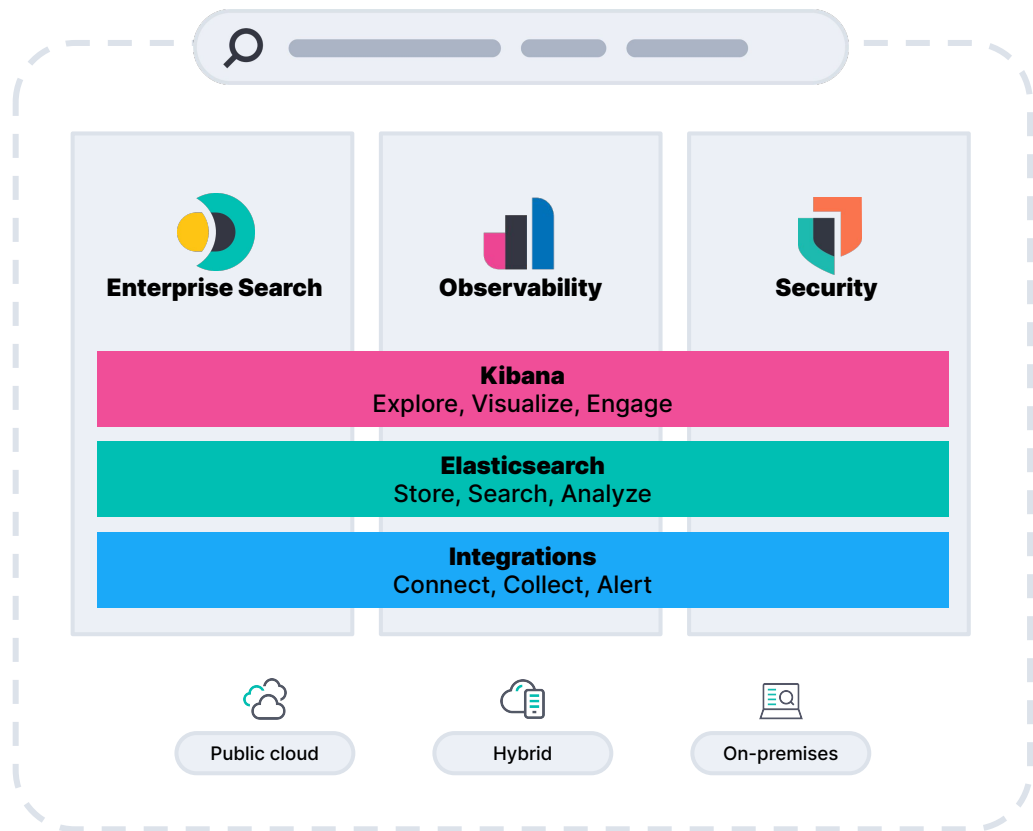 Enterprise Search
Observability
Security
Kibana
Explore, Visualize, Engage
Elasticsearch
Store, Search, Analyze
Integrations
Connect, Collect, Alert
Public cloud
Hybrid
On-premises